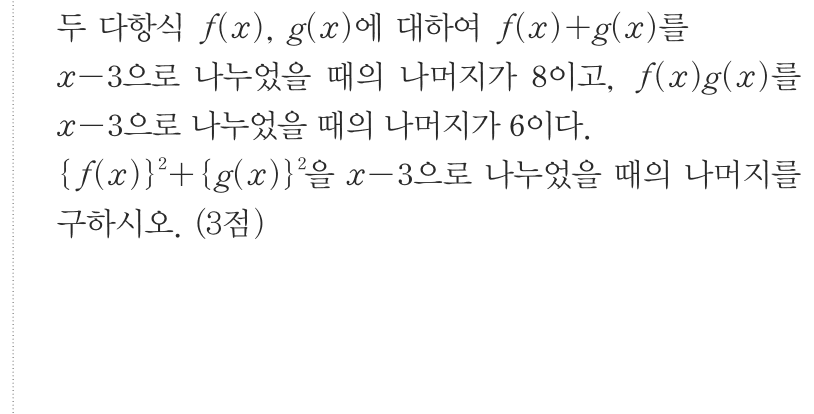 두 다항식 f(x), g(x)에 대하여 f(x)+g(x)를
x−3으로 나누었을 때의 나머지가 8이고, f(x)g(x)를
x−3으로 나누었을 때의 나머지가 6이다.
{f(x)}²+{g(x)}²을 x−3으로 나누었을 때의 나머지를
구하시오. (3점)